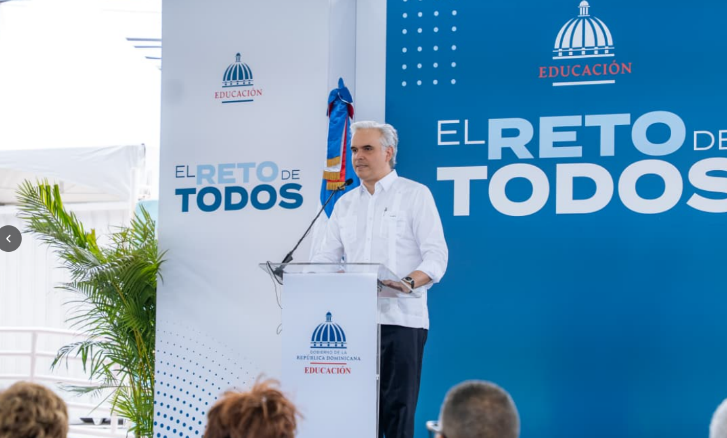 EDUCACIÓN
EL RETO DE
TODOS
EDUCACIÓN
EL RETO DE
TODOS
GOBIERNO DE LA
REPÚBLICA DOMINICANA
EDUCACIÓN